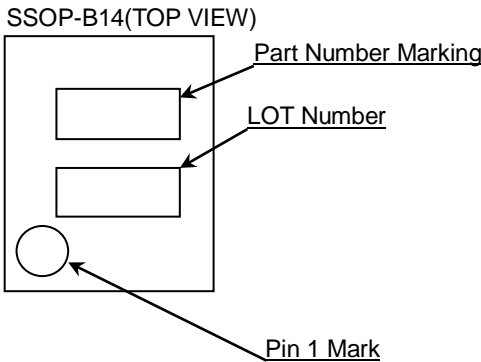 SSOP-B14(TOP VIEW)
Part Number Marking
LOT Number
Pin 1 Mark